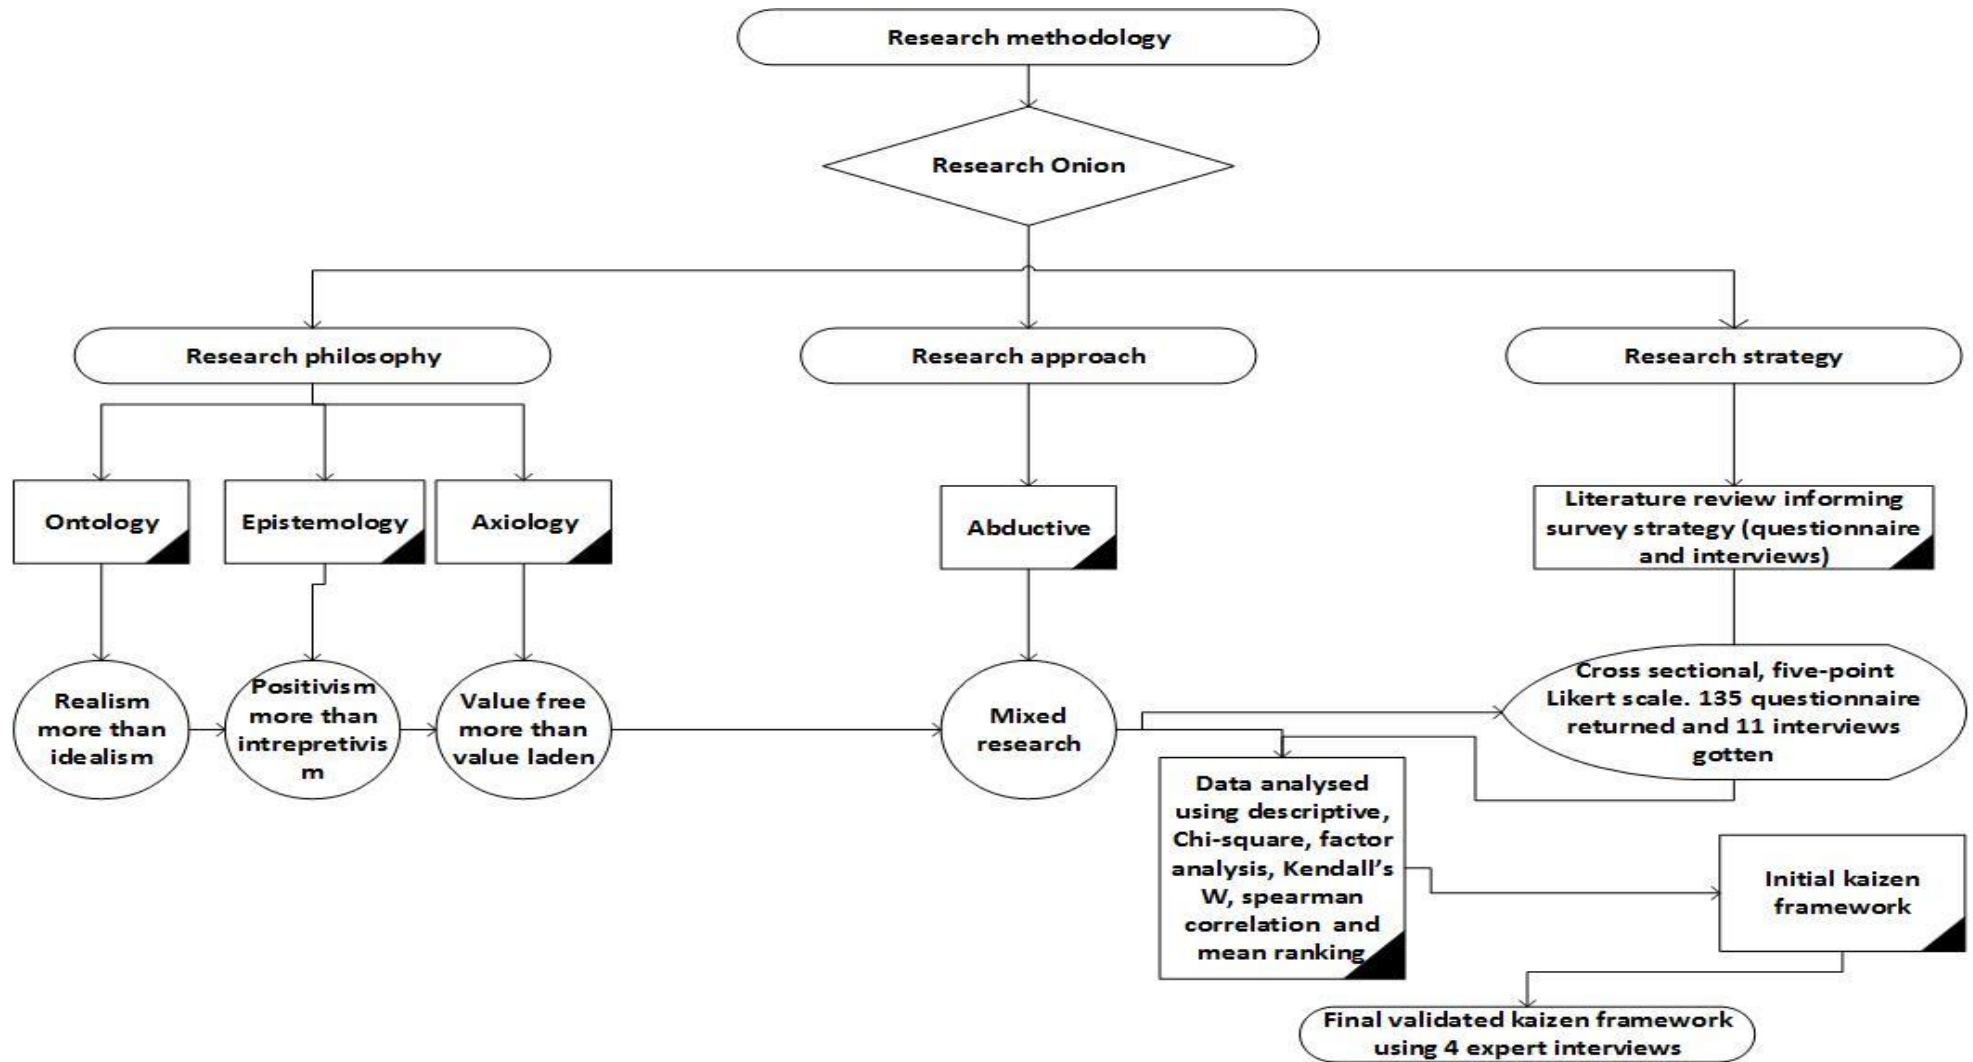 Research methodology
Research Onion
Research philosophy
Research approach
Research strategy
Ontology
Epistemology
Axiology
Abductive
Literature review informing
survey strategy (questionnaire
and interviews)
Realism
more than
idealism
Positivism
more than
intrepretivis
m
Value free
more than
value laden
Mixed
research
Cross sectional, five-point
Likert scale. 135 questionnaire
returned and 11 interviews
gotten
Data analysed
using descriptive,
Chi-square, factor
analysis, Kendall's
W, spearman
correlation and
mean ranking
Initial kaizen
framework
Final validated kaizen framework
using 4 expert interviews